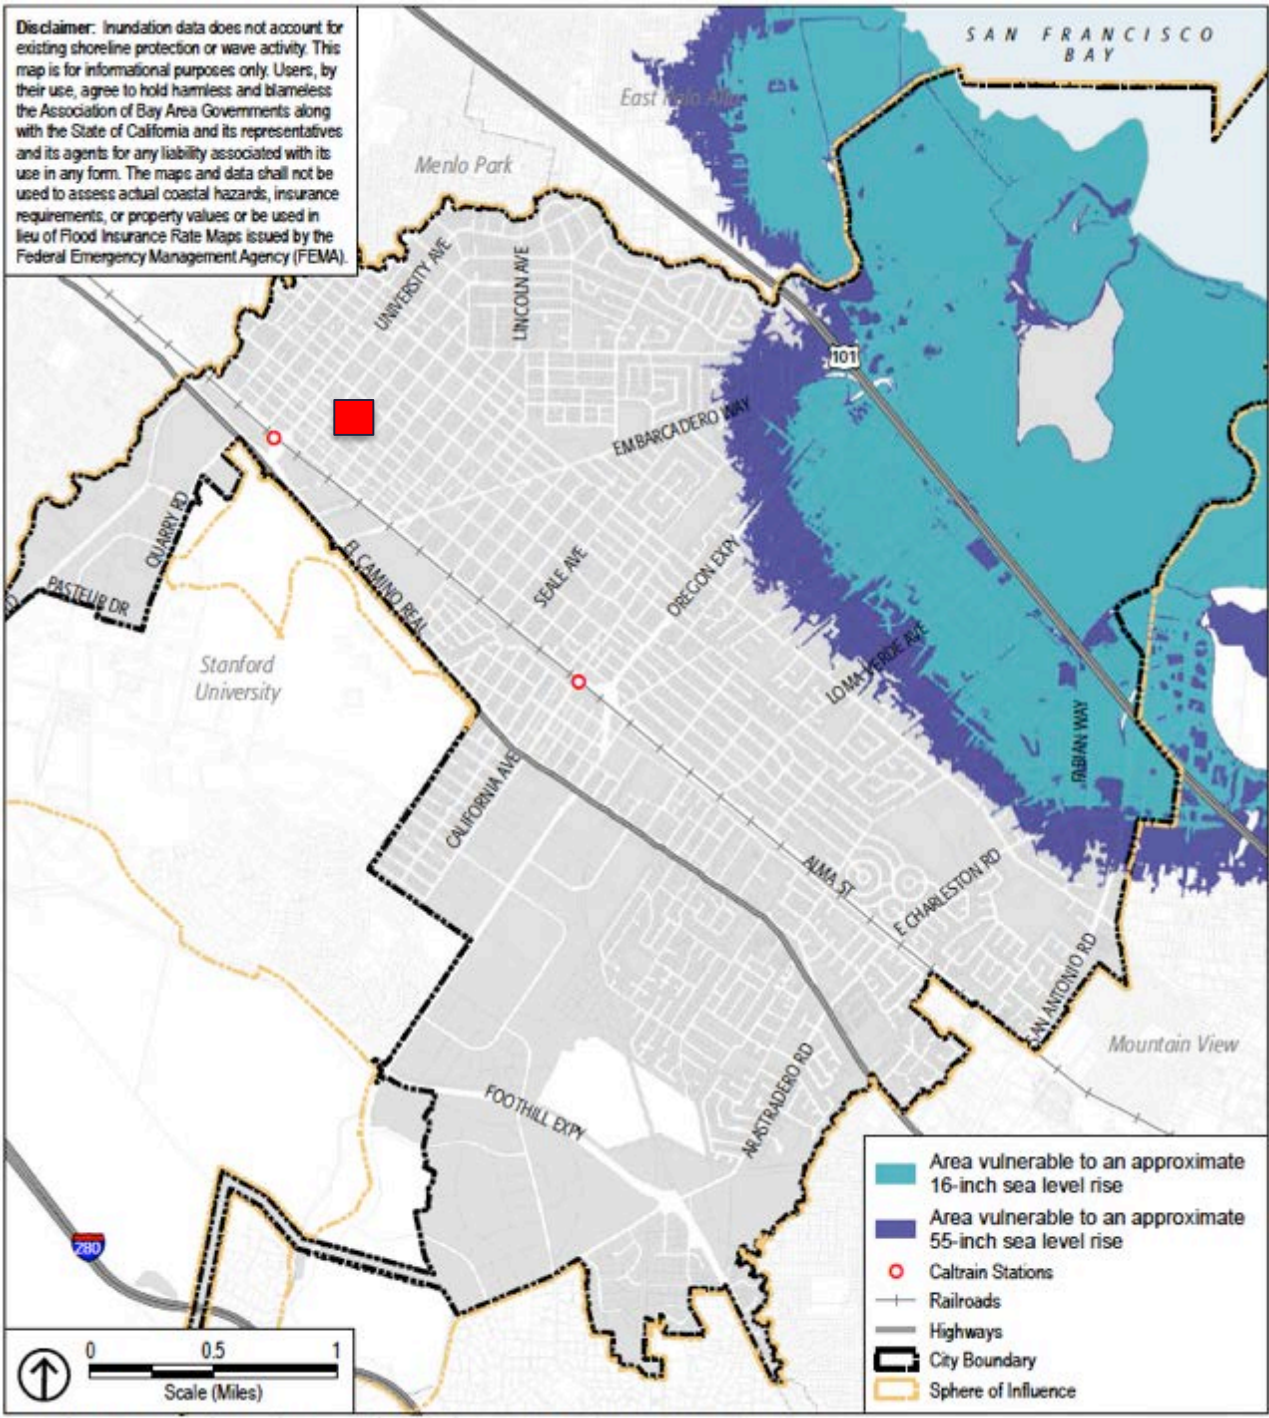 Disclaimer: Inundation data does not account for
existing shoreline protection or wave activity. This
map is for informational purposes only. Users, by
their use, agree to hold harmless and blameless
the Association of Bay Area Governments along
with the State of California and its representatives
and its agents for any liability associated with its
use in any form. The maps and data shall not be
used to assess actual coastal hazards, insurance
requirements, or property values or be used in
lieu of Flood Insurance Rate Maps issued by the
Federal Emergency Management Agency (FEMA).
SAN FRANCISCO
BAY
East Palo Alto
Menlo Park
UNIVERSITY AVE
LINCOLN AVE
101
EMBARCADERO WAY
QUARRY RD
PASTEUR DR
RD
EL CAMINO REAL
SEALE AVE
OREGON EXPY
Stanford
University
LOMA VERDE AVE
FABIAN WAY
CALIFORNIA AVE
ALMA ST
E CHARLESTON RD
SAN ANTONIO RD
Mountain View
ARASTRADERO RD
FOOTHILL EXPY
280
Area vulnerable to an approximate
16-inch sea level rise
Area vulnerable to an approximate
55-inch sea level rise
Caltrain Stations
Railroads
Highways
City Boundary
Sphere of Influence
0 0.5 1
Scale (Miles)